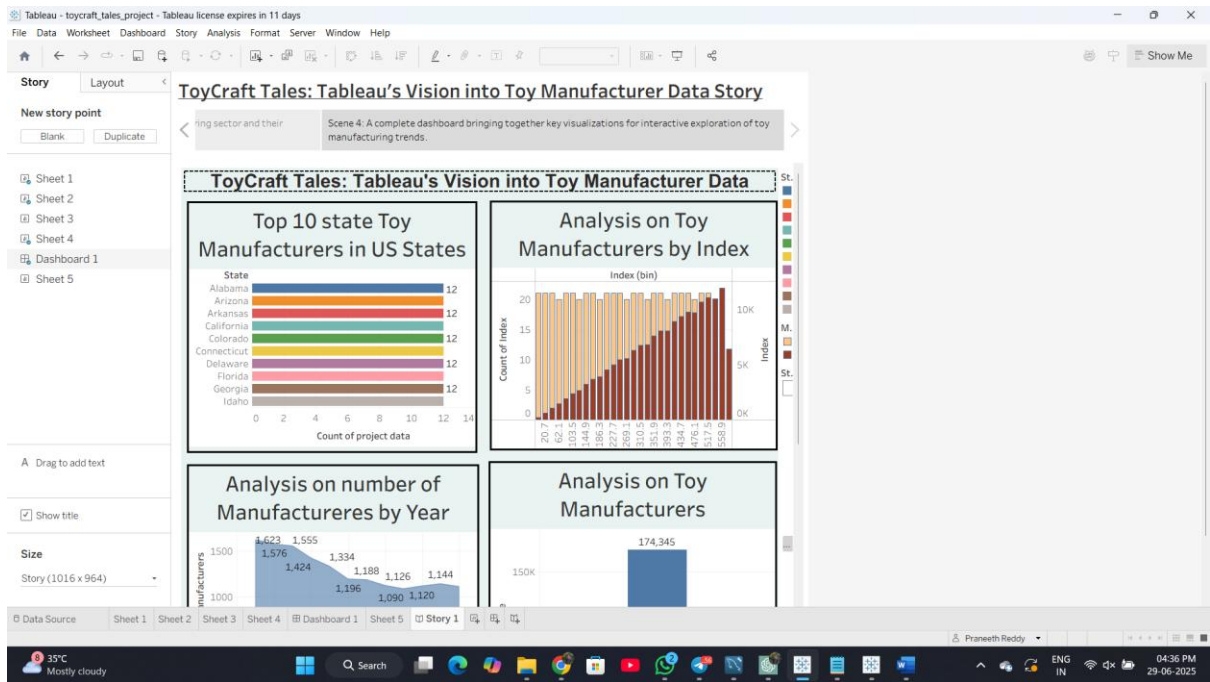 Tableau - toycraft_tales_project - Tableau license expires in 11 days
File Data Worksheet Dashboard Story Analysis Format Server Window Help
Show Me
Story Layout
New story point
Blank Duplicate
Sheet 1
Sheet 2
Sheet 3
Sheet 4
Dashboard 1
Sheet 5
A Drag to add text
Show title
Size
Story (1016 x 964)
ToyCraft Tales: Tableau's Vision into Toy Manufacturer Data Story
ring sector and their
Scene 4: A complete dashboard bringing together key visualizations for interactive exploration of toy
manufacturing trends.
ToyCraft Tales: Tableau's Vision into Toy Manufacturer Data
St.
M.
St.
Top 10 state Toy
Manufacturers in US States
State
Alabama 12
Arizona
Arkansas 12
California
Colorado 12
Connecticut
Delaware 12
Florida
Georgia 12
Idaho
0 2 4 6 8 10 12 14
Count of project data
Analysis on Toy
Manufacturers by Index
Index (bin)
Count of Index
20
15
10
5
0
10K
5K
0K
Index
20.7 62.1 103.5 144.9 186.3 227.7 269.1 310.5 351.9 393.3 434.7 476.1 517.5 558.9
Analysis on number of
Manufactureres by Year
1500
1000
nufacturers
1,623 1,555
1,576
1,424
1,334
1,196
1,188
1,090
1,126
1,120
1,144
Analysis on Toy
Manufacturers
174,345
150K
Data Source Sheet 1 Sheet 2 Sheet 3 Sheet 4 Dashboard 1 Sheet 5 Story 1
Praneeth Reddy
8
35°C
Mostly cloudy
Search
ENG
IN
04:36 PM
29-06-2025